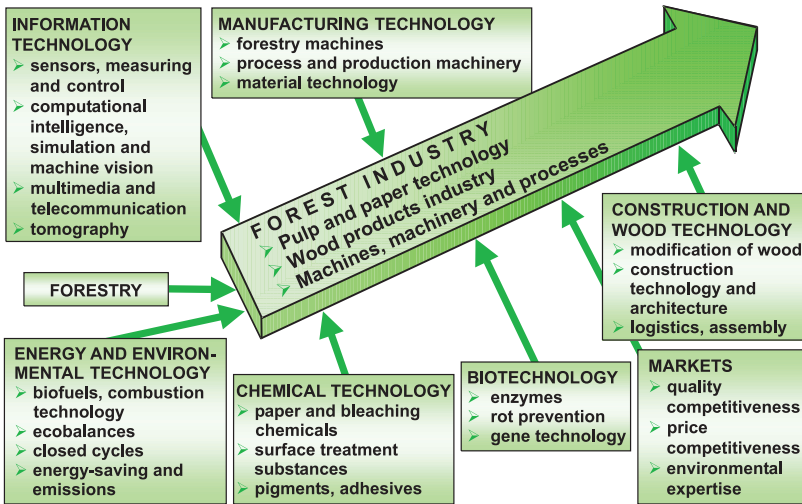 INFORMATION
TECHNOLOGY
sensors, measuring
and control
computational
intelligence,
simulation and
machine vision
multimedia and
telecommunication
tomography
MANUFACTURING TECHNOLOGY
forestry machines
process and production machinery
material technology
FOREST INDUSTRY
Pulp and paper technology
Wood products industry
Machines, machinery and processes
FORESTRY
ENERGY AND ENVIRON-
MENTAL TECHNOLOGY
biofuels, combustion
technology
ecobalances
closed cycles
energy-saving and
emissions
CHEMICAL TECHNOLOGY
paper and bleaching
chemicals
surface treatment
substances
pigments, adhesives
BIOTECHNOLOGY
enzymes
rot prevention
gene technology
CONSTRUCTION AND
WOOD TECHNOLOGY
modification of wood
construction
technology and
architecture
logistics, assembly
MARKETS
quality
competitiveness
price
competitiveness
environmental
expertise